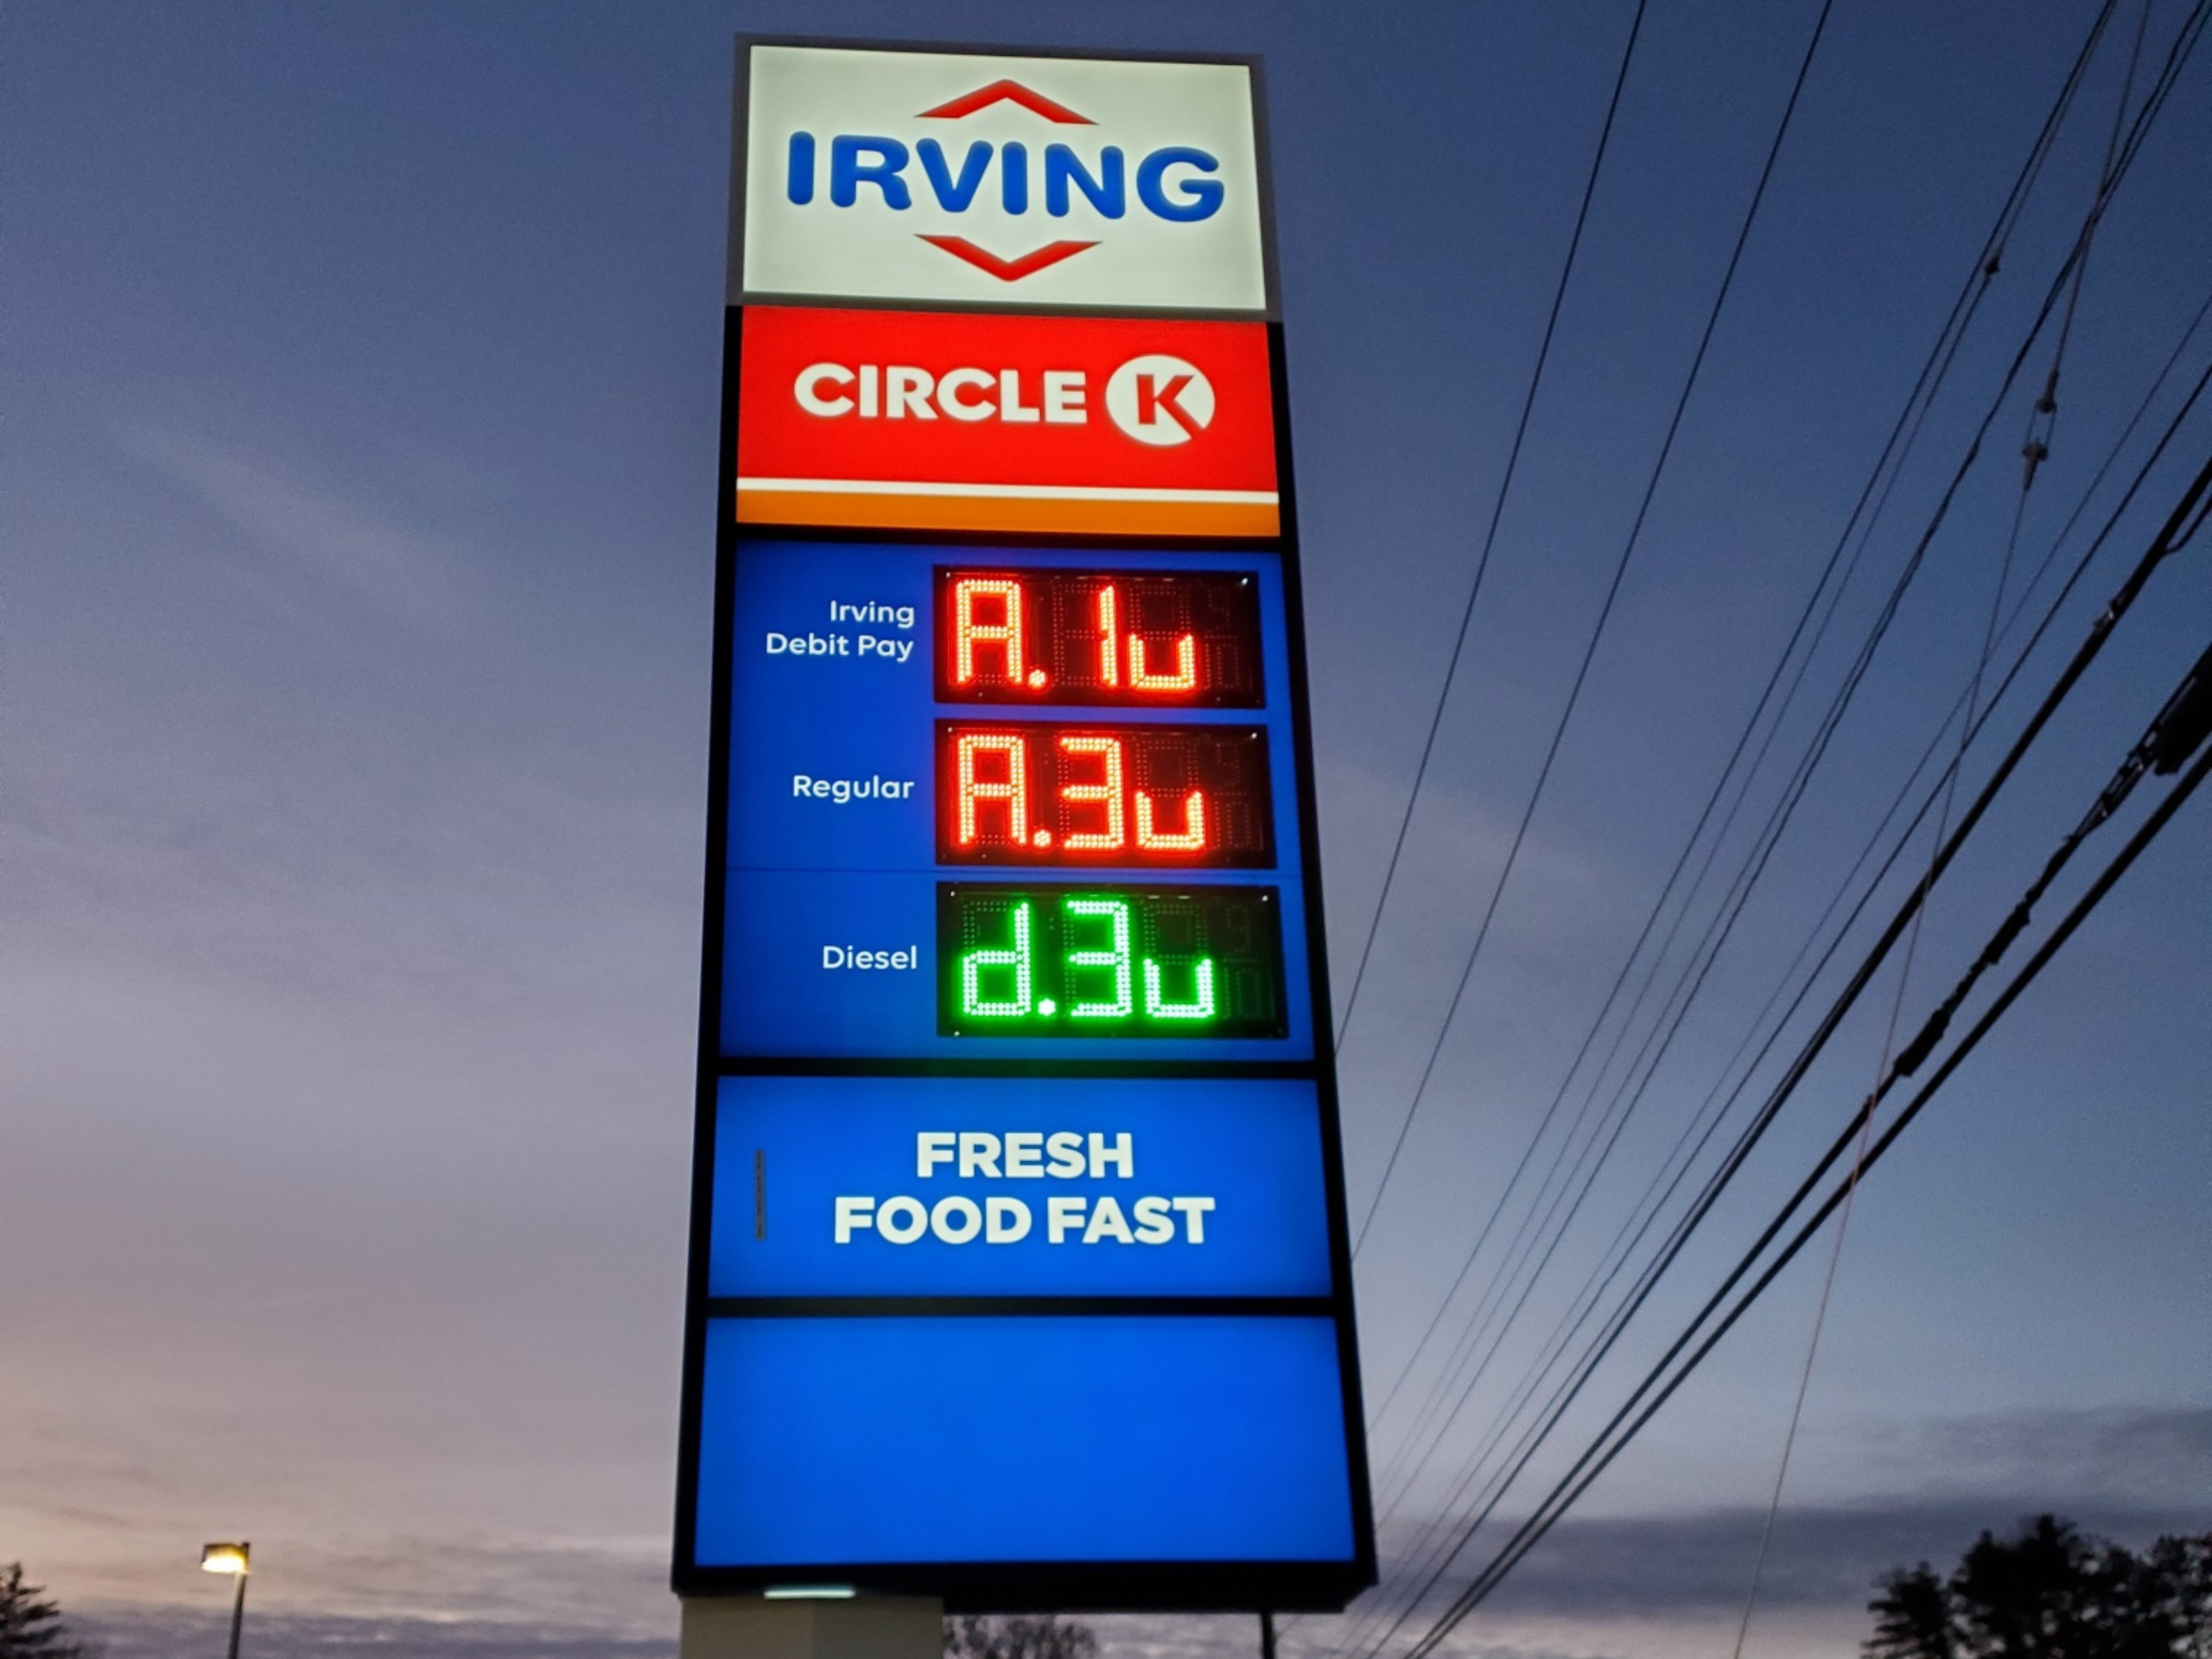 IRVING
CIRCLE K
Irving
Debit Pay
A.1u
Regular
A.3u
Diesel
d.3u
FRESH
FOOD FAST